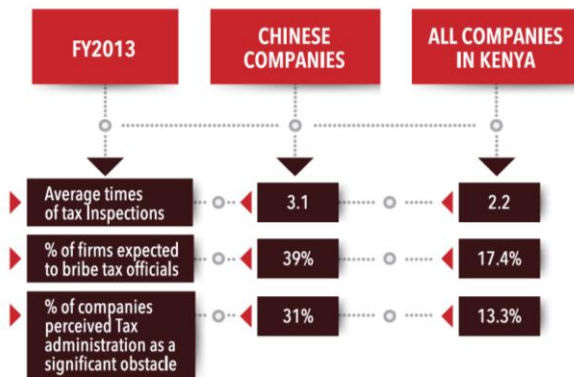 FY2013
CHINESE
COMPANIES
ALL COMPANIES
IN KENYA
Average times
of tax Inspections
3.1
2.2
% of firms expected
to bribe tax officials
39%
17.4%
% of companies
perceived Tax
administration as a
significant obstacle
31%
13.3%